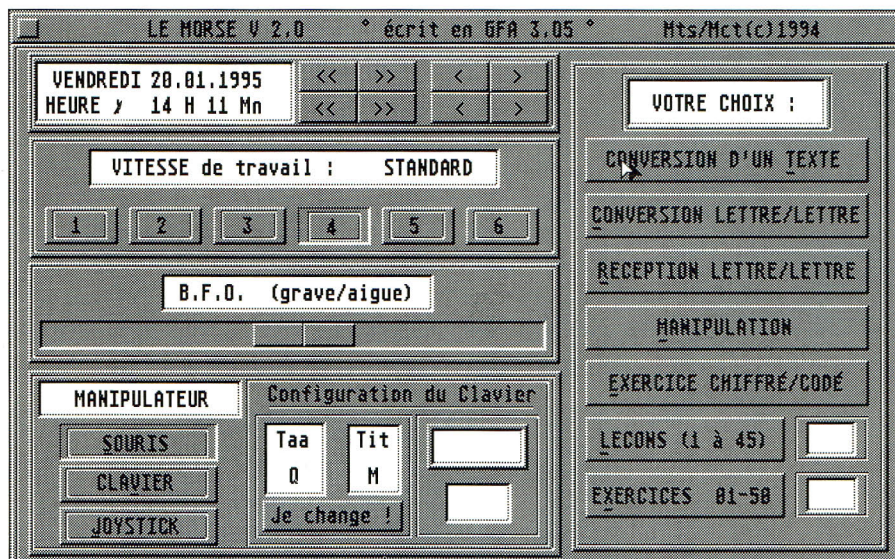 LE MORSE V 2.0 ° écrit en GFA 3.05 ° Mts/Mct(c)1994
VENDREDI 20.01.1995
HEURE 14 H 11 Mn
<< >> < >
<< >> < >
VITESSE de travail : STANDARD
1 2 3 4 5 6
B.F.O. (grave/aigue)
MANIPULATEUR
SOURIS
CLAVIER
JOYSTICK
Configuration du Clavier
Taa Tit
Q M
Je change !
VOTRE CHOIX :
CONVERSION D'UN TEXTE
CONVERSION LETTRE/LETTRE
RECEPTION LETTRE/LETTRE
MANIPULATION
EXERCICE CHIFFRÉ/CODÉ
LECONS (1 à 45)
EXERCICES 01-50